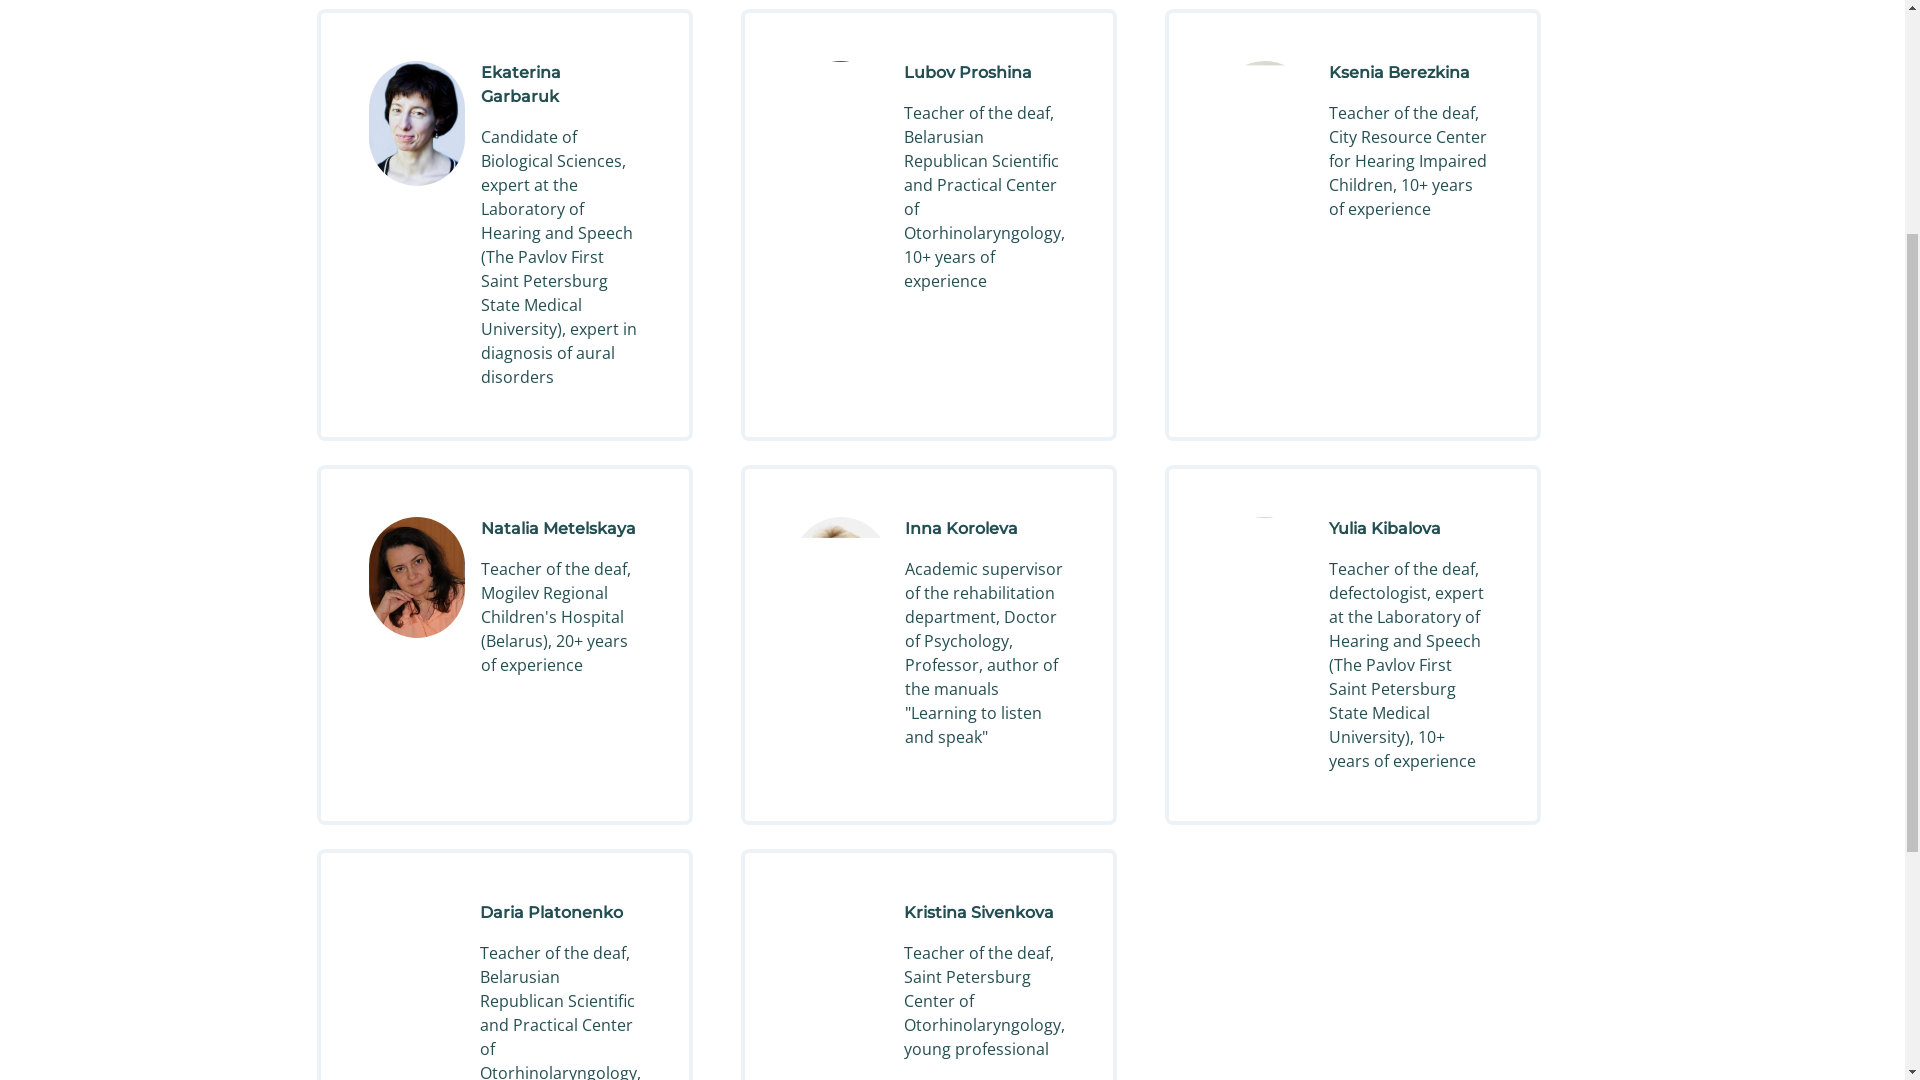 Ekaterina
Garbaruk
Candidate of
Biological Sciences,
expert at the
Laboratory of
Hearing and Speech
(The Pavlov First
Saint Petersburg
State Medical
University), expert in
diagnosis of aural
disorders
Lubov Proshina
Teacher of the deaf,
Belarusian
Republican Scientific
and Practical Center
of
Otorhinolaryngology,
10+ years of
experience
Ksenia Berezkina
Teacher of the deaf,
City Resource Center
for Hearing Impaired
Children, 10+ years
of experience
Natalia Metelskaya
Teacher of the deaf,
Mogilev Regional
Children's Hospital
(Belarus), 20+ years
of experience
Inna Koroleva
Academic supervisor
of the rehabilitation
department, Doctor
of Psychology,
Professor, author of
the manuals
"Learning to listen
and speak"
Yulia Kibalova
Teacher of the deaf,
defectologist, expert
at the Laboratory of
Hearing and Speech
(The Pavlov First
Saint Petersburg
State Medical
University), 10+
years of experience
Daria Platonenko
Teacher of the deaf,
Belarusian
Republican Scientific
and Practical Center
of
Otorhinolaryngology,
Kristina Sivenkova
Teacher of the deaf,
Saint Petersburg
Center of
Otorhinolaryngology,
young professional